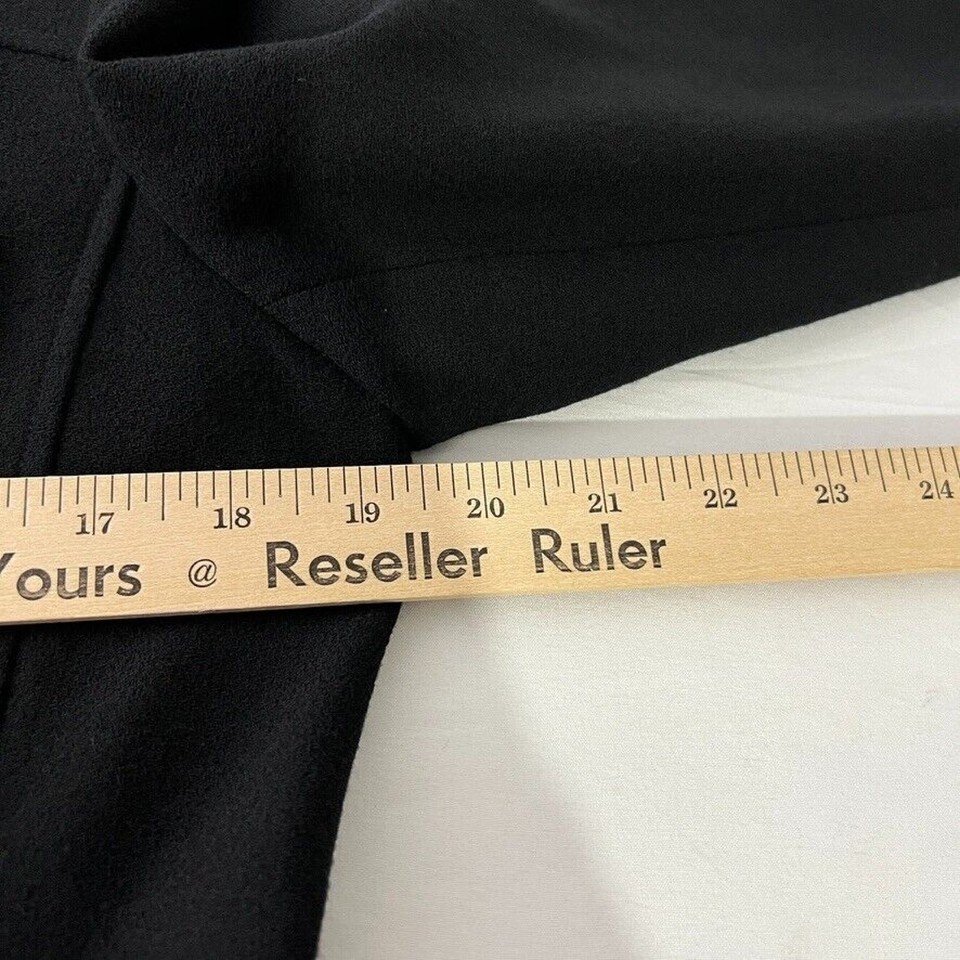 17 18 19 20 21 22 23 24
Yours @ Reseller Ruler